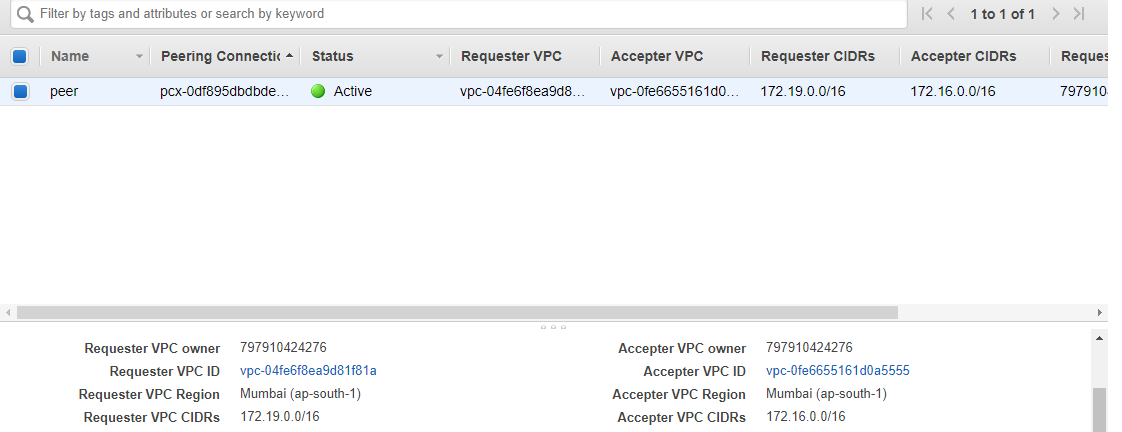 Filter by tags and attributes or search by keyword 1 to 1 of 1
Name Peering Connectic Status Requester VPC Accepter VPC Requester CIDRs Accepter CIDRs Reques
peer pcx-0df895dbdbde... Active vpc-04fe6f8ea9d8... vpc-0fe6655161d0... 172.19.0.0/16 172.16.0.0/16 797910
Requester VPC owner 797910424276 Accepter VPC owner 797910424276
Requester VPC ID vpc-04fe6f8ea9d81f81a Accepter VPC ID vpc-0fe6655161d0a5555
Requester VPC Region Mumbai (ap-south-1) Accepter VPC Region Mumbai (ap-south-1)
Requester VPC CIDRs 172.19.0.0/16 Accepter VPC CIDRs 172.16.0.0/16